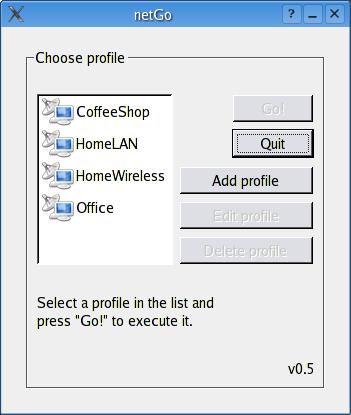 netGo
Choose profile
CoffeeShop
HomeLAN
HomeWireless
Office
Go!
Quit
Add profile
Edit profile
Delete profile
Select a profile in the list and
press "Go!" to execute it.
v0.5